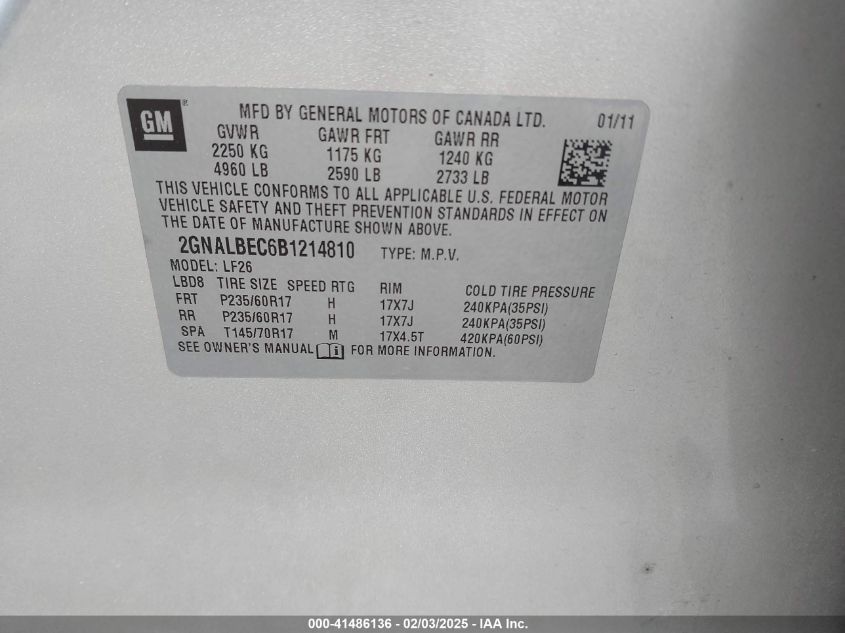 GM ®
MFD BY GENERAL MOTORS OF CANADA LTD. 01/11
GVWR GAWR FRT GAWR RR
2250 KG 1175 KG 1240 KG
4960 LB 2590 LB 2733 LB
THIS VEHICLE CONFORMS TO ALL APPLICABLE U.S. FEDERAL MOTOR
VEHICLE SAFETY AND THEFT PREVENTION STANDARDS IN EFFECT ON
THE DATE OF MANUFACTURE SHOWN ABOVE.
2GNALBEC6B1214810 TYPE: M.P.V.
MODEL: LF26
LBD8 TIRE SIZE SPEED RTG RIM COLD TIRE PRESSURE
FRT P235/60R17 H 17X7J 240KPA(35PSI)
RR P235/60R17 H 17X7J 240KPA(35PSI)
SPA T145/70R17 M 17X4.5T 420KPA(60PSI)
SEE OWNER'S MANUAL i FOR MORE INFORMATION.
000-41486136 - 02/03/2025 - IAA Inc.